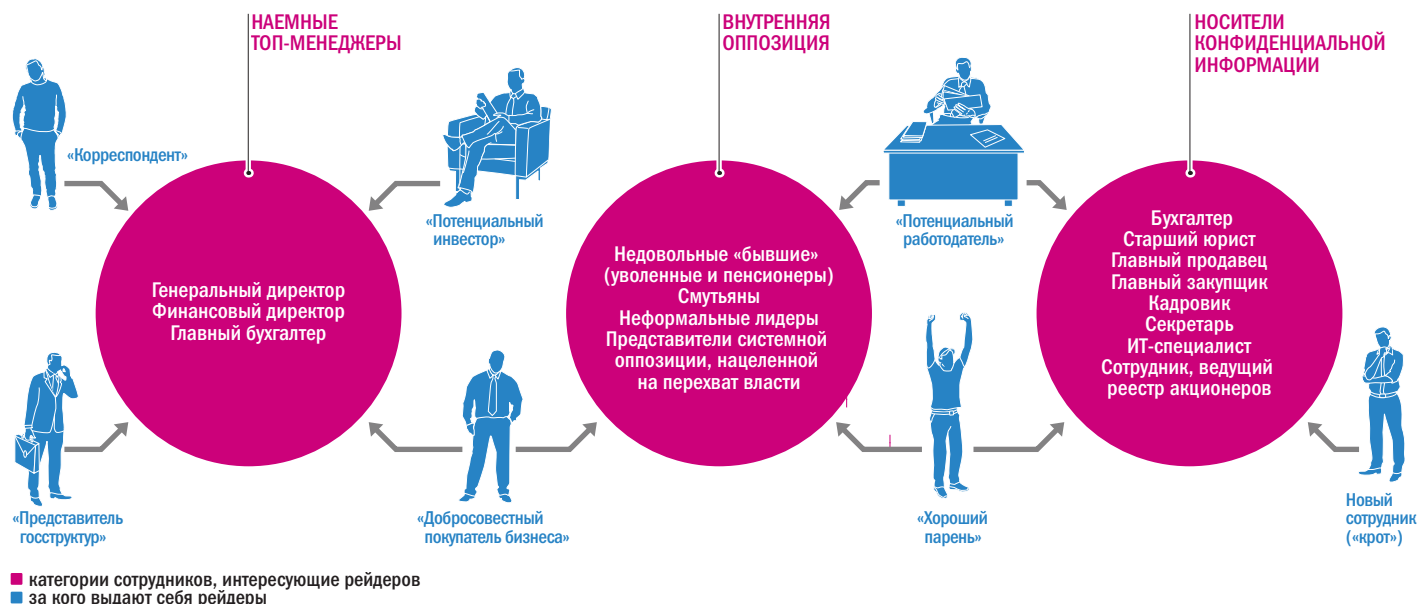 НАЕМНЫЕ
ТОП-МЕНЕДЖЕРЫ
ВНУТРЕННЯЯ
ОППОЗИЦИЯ
НОСИТЕЛИ
КОНФИДЕНЦИАЛЬНОЙ
ИНФОРМАЦИИ
«Корреспондент»
«Потенциальный
инвестор»
«Потенциальный
работодатель»
Генеральный директор
Финансовый директор
Главный бухгалтер
Недовольные «бывшие»
(уволенные и пенсионеры)
Смутьяны
Неформальные лидеры
Представители системной
оппозиции, нацеленной
на перехват власти
Бухгалтер
Старший юрист
Главный продавец
Главный закупщик
Кадровик
Секретарь
ИТ-специалист
Сотрудник, ведущий
реестр акционеров
«Представитель
госструктур»
«Добросовестный
покупатель бизнеса»
«Хороший
парень»
Новый
сотрудник
(«крот»)
категории сотрудников, интересующие рейдеров
за кого выдают себя рейдеры